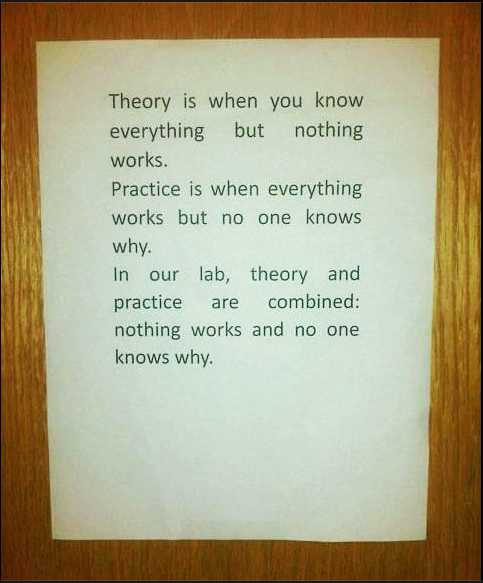 Theory is when you know
everything but nothing
works.
Practice is when everything
works but no one knows
why.
In our lab, theory and
practice are combined:
nothing works and no one
knows why.